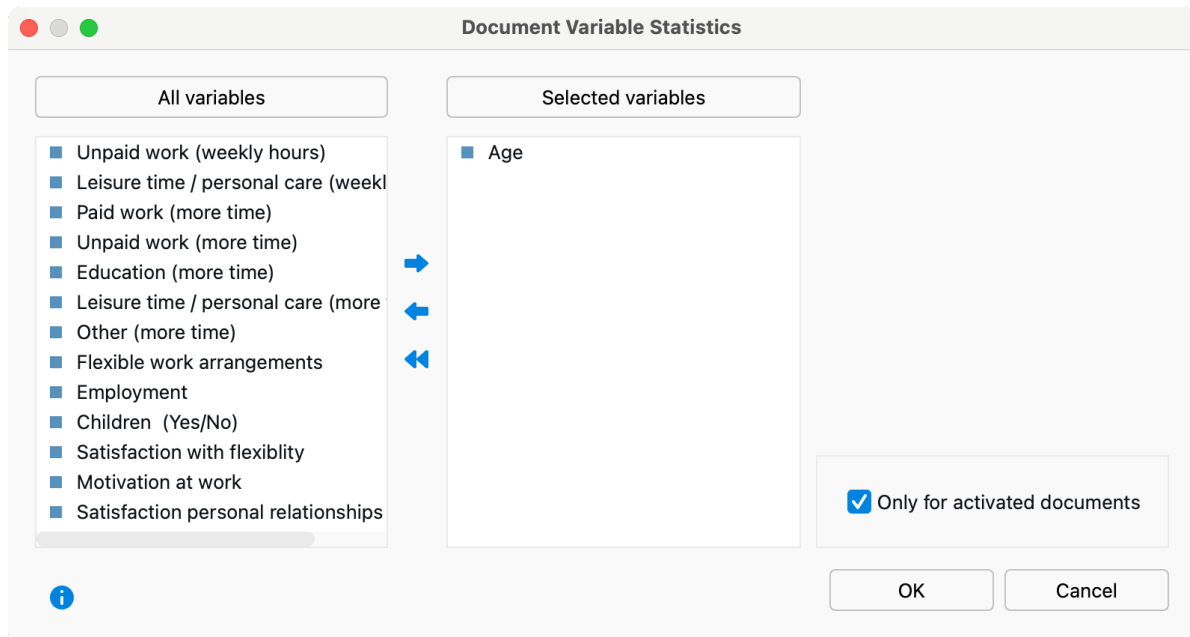 Document Variable Statistics
All variables
Selected variables
Unpaid work (weekly hours)
Leisure time / personal care (weekl
Paid work (more time)
Unpaid work (more time)
Education (more time)
Leisure time / personal care (more
Other (more time)
Flexible work arrangements
Employment
Children  (Yes/No)
Satisfaction with flexiblity
Motivation at work
Satisfaction personal relationships
Age
Only for activated documents
OK
Cancel